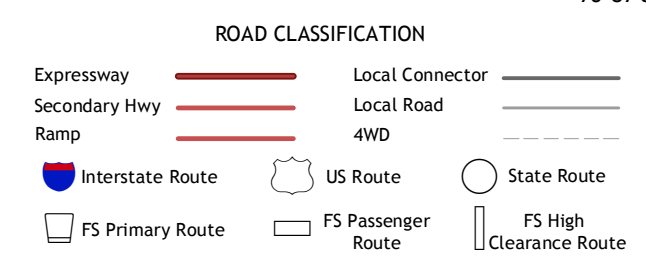 ROAD CLASSIFICATION
Expressway
Local Connector
Secondary Hwy
Local Road
Ramp
4WD
Interstate Route
US Route
State Route
FS Primary Route
FS Passenger
Route
FS High
Clearance Route